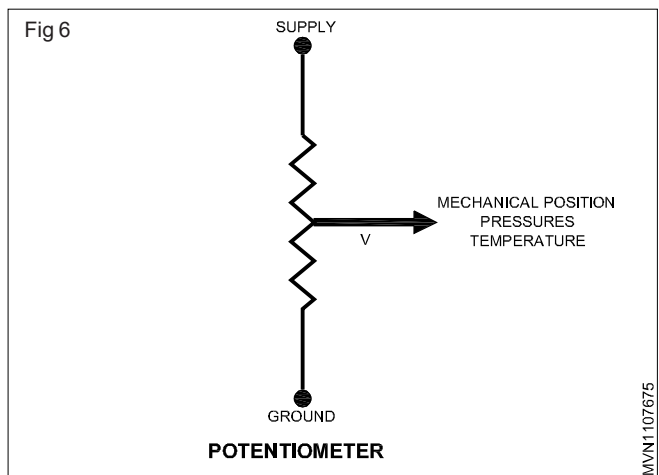 Fig 6
SUPPLY
MECHANICAL POSITION
PRESSURES
TEMPERATURE
V
GROUND
POTENTIOMETER
MVN1107675